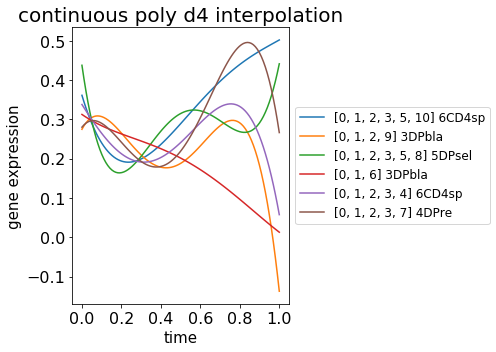 continuous poly d4 interpolation
gene expression
0.5
0.4
0.3
0.2
0.1
0.0
−0.1
0.0 0.2 0.4 0.6 0.8 1.0
time
[0, 1, 2, 3, 5, 10] 6CD4sp
[0, 1, 2, 9] 3DPbla
[0, 1, 2, 3, 5, 8] 5DPsel
[0, 1, 6] 3DPbla
[0, 1, 2, 3, 4] 6CD4sp
[0, 1, 2, 3, 7] 4DPre